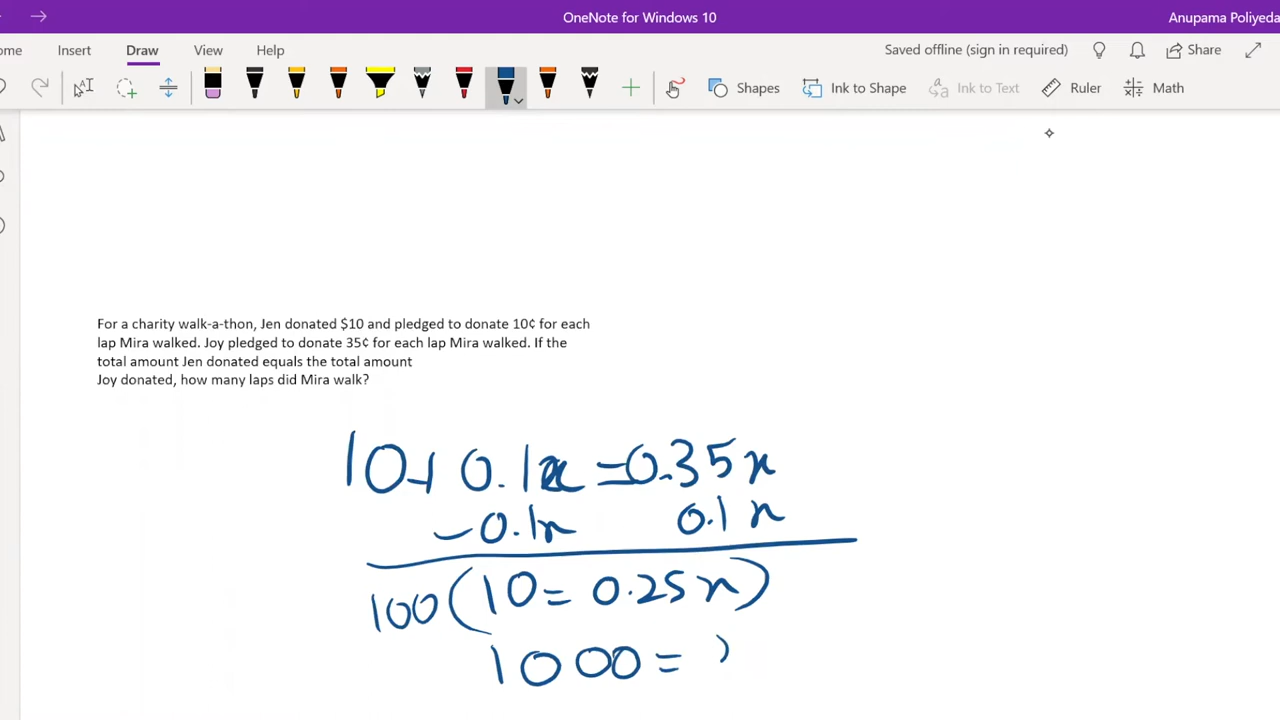 OneNote for Windows 10
Anupama Poliyeda
ome Insert Draw View Help
Saved offline (sign in required) Share
Shapes Ink to Shape Ink to Text Ruler Math
For a charity walk-a-thon, Jen donated $10 and pledged to donate 10¢ for each
lap Mira walked. Joy pledged to donate 35¢ for each lap Mira walked. If the
total amount Jen donated equals the total amount
Joy donated, how many laps did Mira walk?
10+ 0.1x = 0.35x
-0.1x 0.1x
100(10 = 0.25x)
1000 =